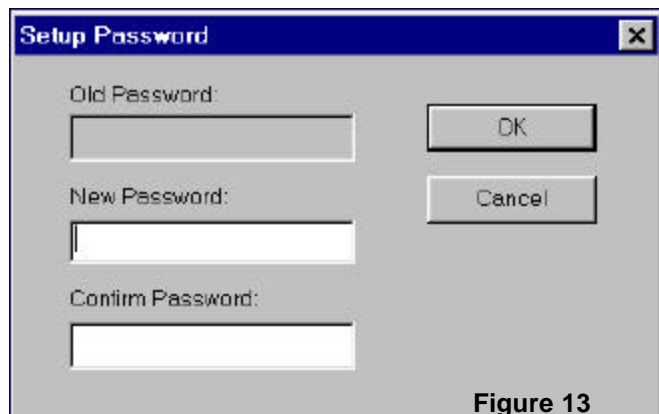 Setup Password
Old Password:
OK
New Password:
Cancel
Confirm Password:
Figure 13